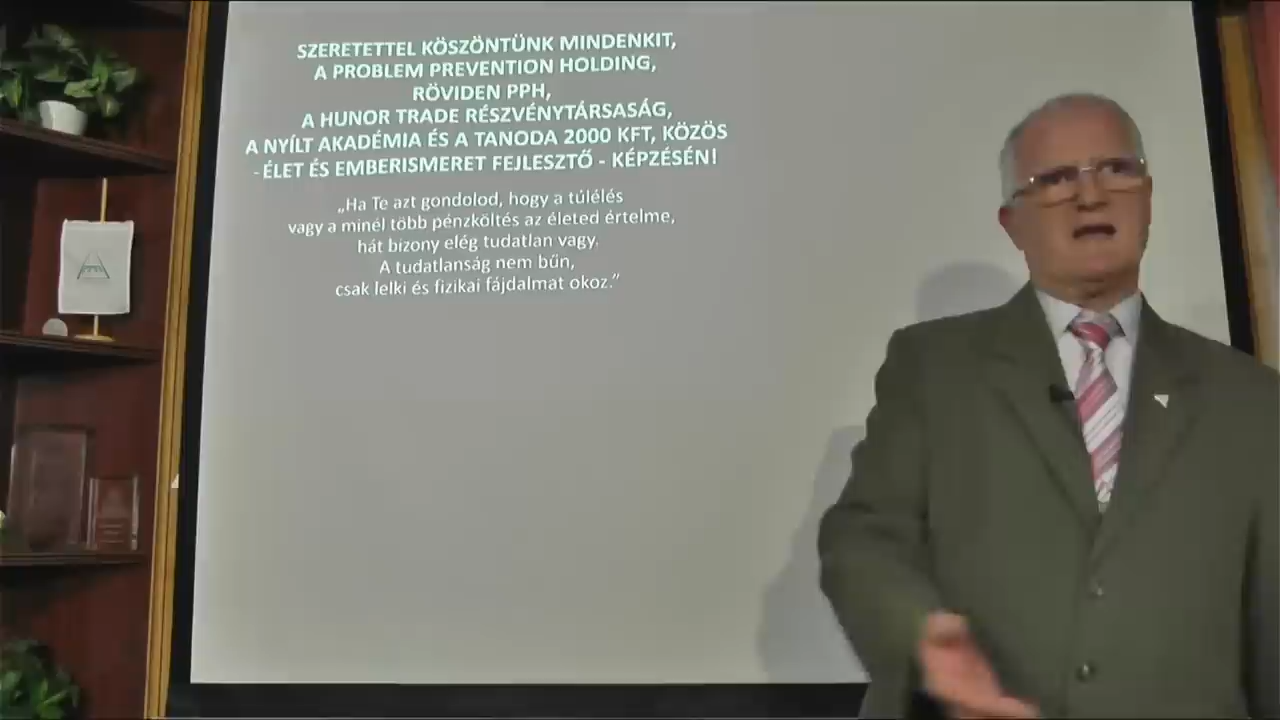 SZERETETTEL KÖSZÖNTÜNK MINDENKIT,
A PROBLEM PREVENTION HOLDING,
RÖVIDEN PPH,
A HUNOR TRADE RÉSZVÉNYTÁRSASÁG,
A NYÍLT AKADÉMIA ÉS A TANODA 2000 KFT, KÖZÖS
- ÉLET ÉS EMBERISMERET FEJLESZTŐ - KÉPZÉSÉN!
„Ha Te azt gondolod, hogy a túlélés
vagy a minél több pénzköltés az életed értelme,
hát bizony elég tudatlan vagy.
A tudatlanság nem bűn,
csak lelki és fizikai fájdalmat okoz.”